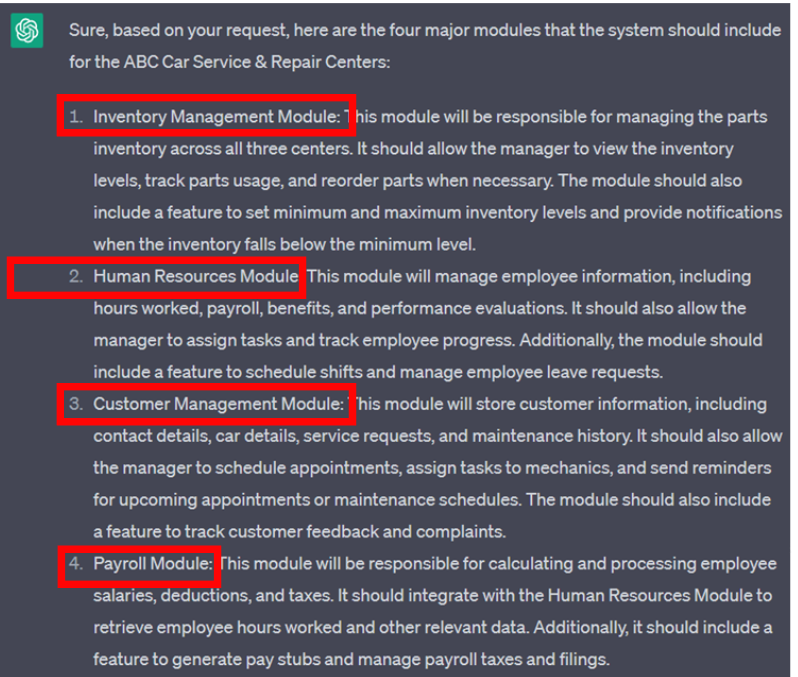 Sure, based on your request, here are the four major modules that the system should include
for the ABC Car Service & Repair Centers:
1. Inventory Management Module: This module will be responsible for managing the parts
inventory across all three centers. It should allow the manager to view the inventory
levels, track parts usage, and reorder parts when necessary. The module should also
include a feature to set minimum and maximum inventory levels and provide notifications
when the inventory falls below the minimum level.
2. Human Resources Module: This module will manage employee information, including
hours worked, payroll, benefits, and performance evaluations. It should also allow the
manager to assign tasks and track employee progress. Additionally, the module should
include a feature to schedule shifts and manage employee leave requests.
3. Customer Management Module: This module will store customer information, including
contact details, car details, service requests, and maintenance history. It should also allow
the manager to schedule appointments, assign tasks to mechanics, and send reminders
for upcoming appointments or maintenance schedules. The module should also include
a feature to track customer feedback and complaints.
4. Payroll Module: This module will be responsible for calculating and processing employee
salaries, deductions, and taxes. It should integrate with the Human Resources Module to
retrieve employee hours worked and other relevant data. Additionally, it should include a
feature to generate pay stubs and manage payroll taxes and filings.